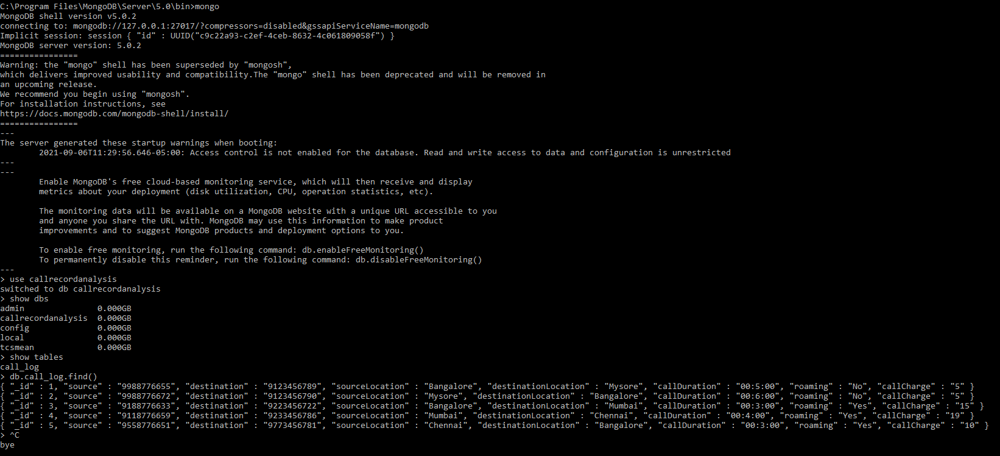 C:\Program Files\MongoDB\Server\5.0\bin>mongo
MongoDB shell version v5.0.2
connecting to: mongodb://127.0.0.1:27017/?compressors=disabled&gssapiServiceName=mongodb
Implicit session: session { "id" : UUID("c9c22a93-c2ef-4ceb-8632-4c061809058f") }
MongoDB server version: 5.0.2
================
Warning: the "mongo" shell has been superseded by "mongosh",
which delivers improved usability and compatibility.The "mongo" shell has been deprecated and will be removed in
an upcoming release.
We recommend you begin using "mongosh".
For installation instructions, see
https://docs.mongodb.com/mongodb-shell/install/
================
---
The server generated these startup warnings when booting:
        2021-09-06T11:29:56.646-05:00: Access control is not enabled for the database. Read and write access to data and configuration is unrestricted
---
---
        Enable MongoDB's free cloud-based monitoring service, which will then receive and display
        metrics about your deployment (disk utilization, CPU, operation statistics, etc).

        The monitoring data will be available on a MongoDB website with a unique URL accessible to you
        and anyone you share the URL with. MongoDB may use this information to make product
        improvements and to suggest MongoDB products and deployment options to you.

        To enable free monitoring, run the following command: db.enableFreeMonitoring()
        To permanently disable this reminder, run the following command: db.disableFreeMonitoring()
---
> use callrecordanalysis
switched to db callrecordanalysis
> show dbs
admin               0.000GB
callrecordanalysis  0.000GB
config              0.000GB
local               0.000GB
tcsmean             0.000GB
> show tables
call_log
> db.call_log.find()
{ "_id" : 1, "source" : "9988776655", "destination" : "9123456789", "sourceLocation" : "Bangalore", "destinationLocation" : "Mysore", "callDuration" : "00:5:00", "roaming" : "No", "callCharge" : "5" }
{ "_id" : 2, "source" : "9988776672", "destination" : "9123456790", "sourceLocation" : "Mysore", "destinationLocation" : "Bangalore", "callDuration" : "00:6:00", "roaming" : "No", "callCharge" : "5" }
{ "_id" : 3, "source" : "9188776633", "destination" : "9223456722", "sourceLocation" : "Bangalore", "destinationLocation" : "Mumbai", "callDuration" : "00:3:00", "roaming" : "Yes", "callCharge" : "15" }
{ "_id" : 4, "source" : "9118776659", "destination" : "9233456786", "sourceLocation" : "Mumbai", "destinationLocation" : "Chennai", "callDuration" : "00:4:00", "roaming" : "Yes", "callCharge" : "19" }
{ "_id" : 5, "source" : "9558776651", "destination" : "9773456781", "sourceLocation" : "Chennai", "destinationLocation" : "Bangalore", "callDuration" : "00:3:00", "roaming" : "Yes", "callCharge" : "10" }
> ^C
bye